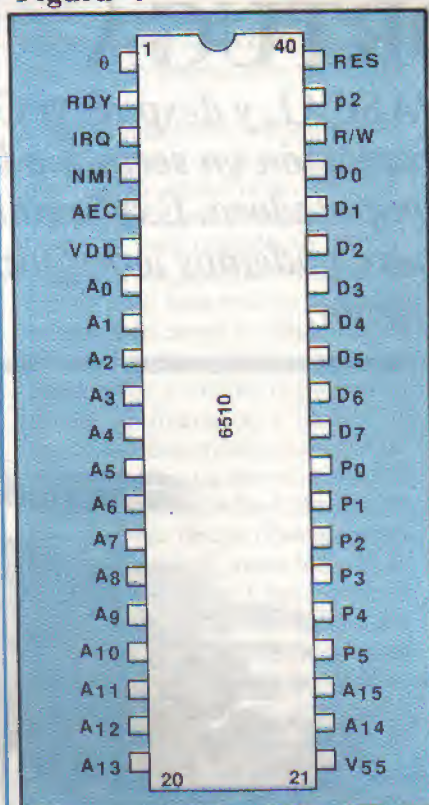 1 40
θ RES
RDY p2
IRQ R/W
NMI D0
AEC D1
VDD D2
A0 D3
A1 D4
A2 D5
A3 D6
A4 D7
6510
A5 P0
A6 P1
A7 P2
A8 P3
A9 P4
A10 P5
A11 A15
A12 A14
A13 V55
20 21